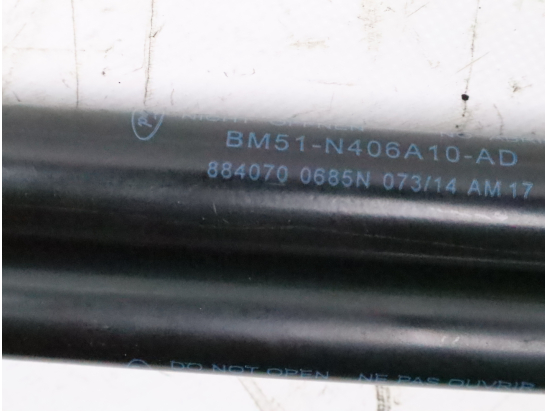 BM51-N406A10-AD
884070 0685N 073/14 AM 17
DO NOT OPEN NE PAS OUVRIR